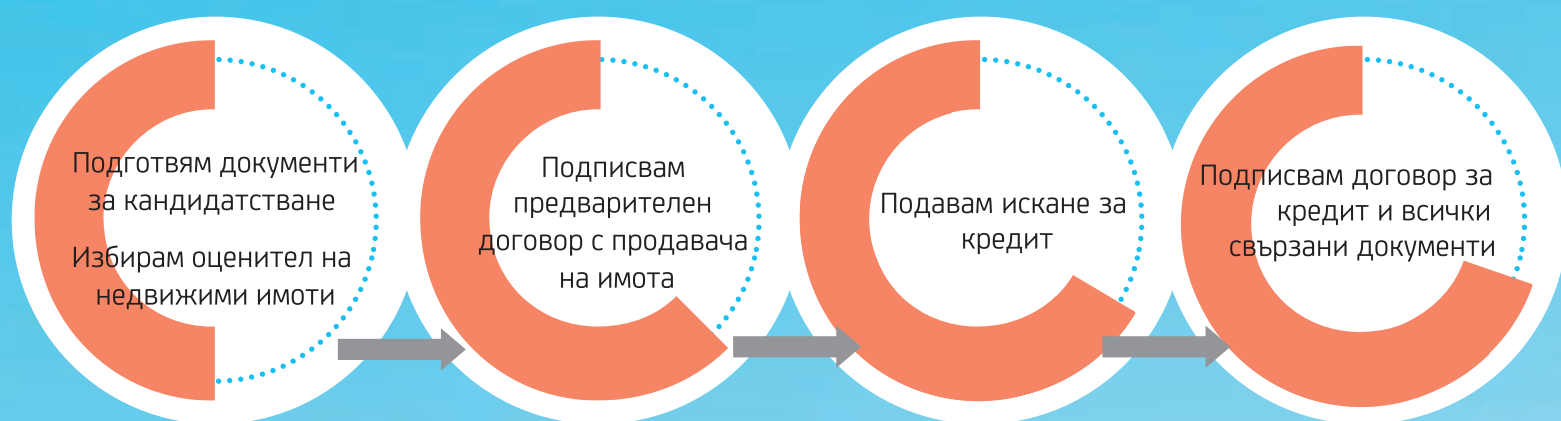 Подготвям документи
за кандидатстване
Избирам оценител на
недвижими имоти
Подписвам
предварителен
договор с продавача
на имота
Подавам искане за
кредит
Подписвам договор за
кредит и всички
свързани документи